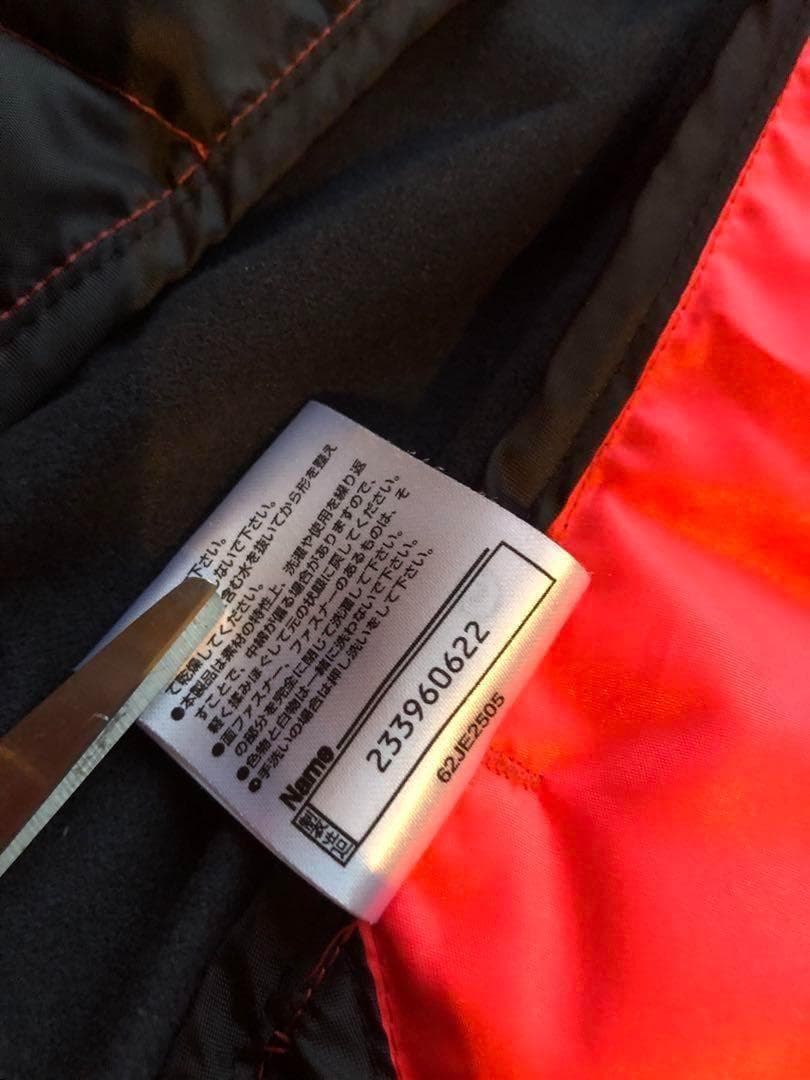 下さい。
ないで下さい。
含む水を抜いてから形を整え
て乾燥してください。
●本製品は素材の特性上、洗濯や使用を繰り返
すことで、中綿が偏る場合がありますので、
軽く揉みほぐして元の状態に戻してください。
●面ファスナー、ファスナーのあるものは、そ
の部分を完全に閉じて洗濯して下さい。
●色物と白物は、一緒に洗わないで下さい。
●手洗いの場合は押し洗いをして下さい。
Name
製造
233960622
62JE2505